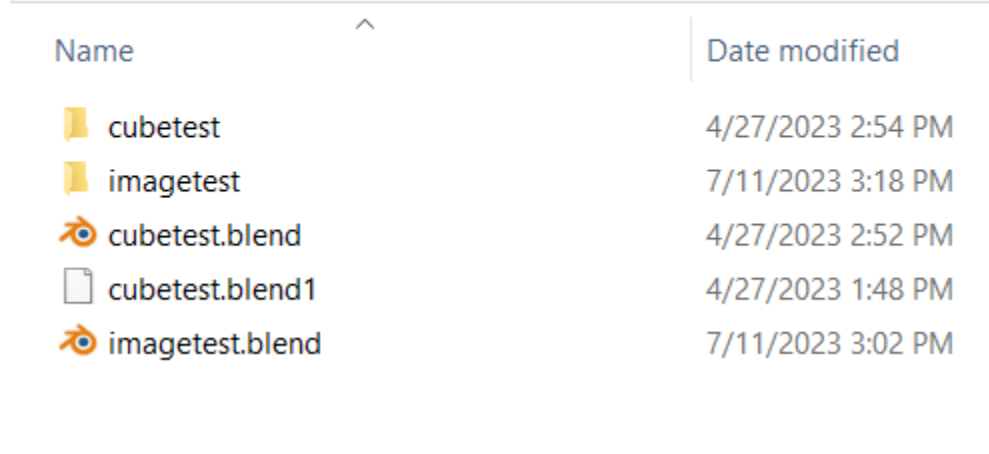 Name Date modified
cubetest 4/27/2023 2:54 PM
imagetest 7/11/2023 3:18 PM
cubetest.blend 4/27/2023 2:52 PM
cubetest.blend1 4/27/2023 1:48 PM
imagetest.blend 7/11/2023 3:02 PM